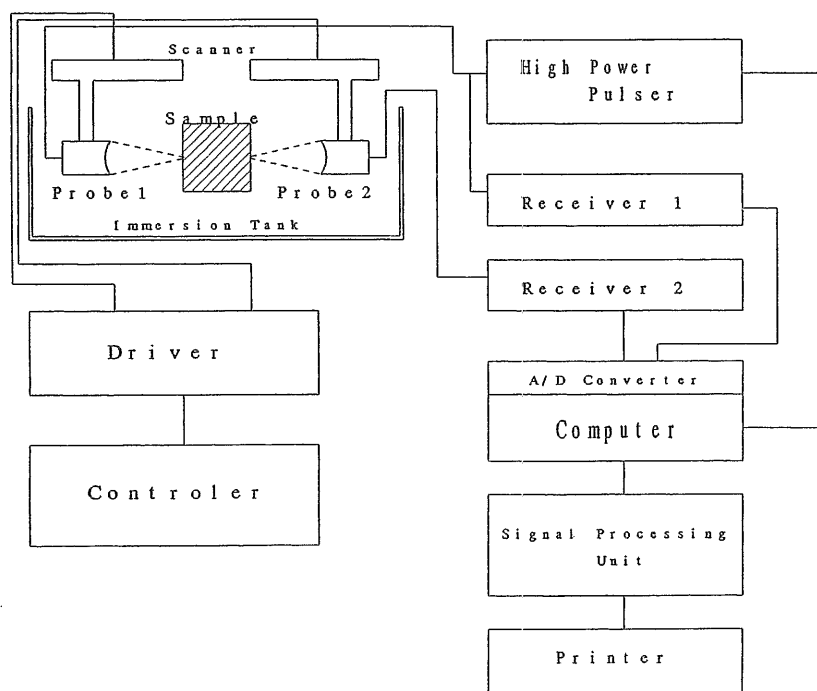 Scanner
High Power
Pulser
Sample
Probe1
Probe2
Receiver 1
Immersion Tank
Receiver 2
Driver
A/D Converter
Computer
Controler
Signal Processing
Unit
Printer